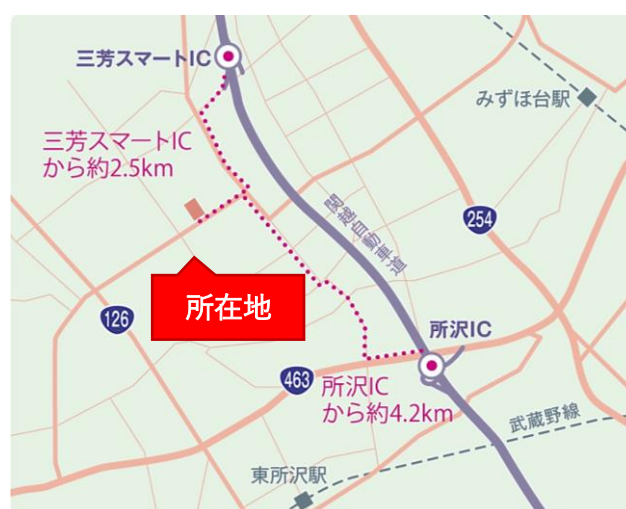 三芳スマートIC
みずほ台駅
三芳スマートIC
から約2.5km
関越自動車道
254
所在地
126
所沢IC
463
所沢IC
から約4.2km
武蔵野線
東所沢駅